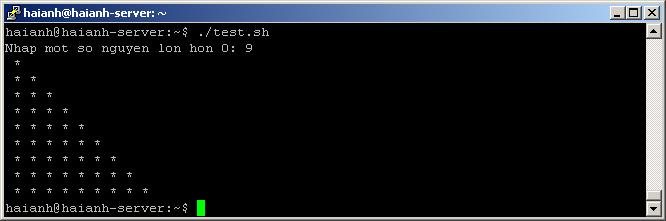 haianh@haianh-server: ~
haianh@haianh-server:~$ ./test.sh
Nhap mot so nguyen lon hon 0: 9
 *
 * *
 * * *
 * * * *
 * * * * *
 * * * * * *
 * * * * * * *
 * * * * * * * *
 * * * * * * * * *
haianh@haianh-server:~$